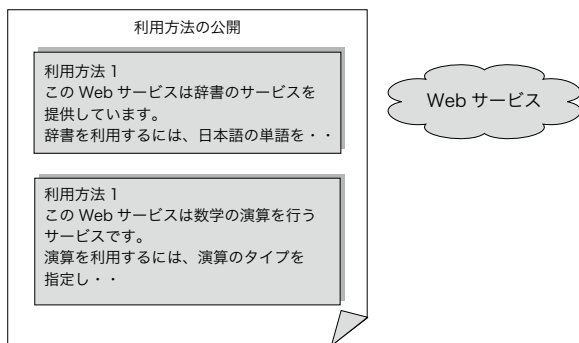 利用方法の公開
利用方法 1
この Web サービスは辞書のサービスを
提供しています。
辞書を利用するには、日本語の単語を・・
利用方法 1
この Web サービスは数学の演算を行う
サービスです。
演算を利用するには、演算のタイプを
指定し・・
Web サービス